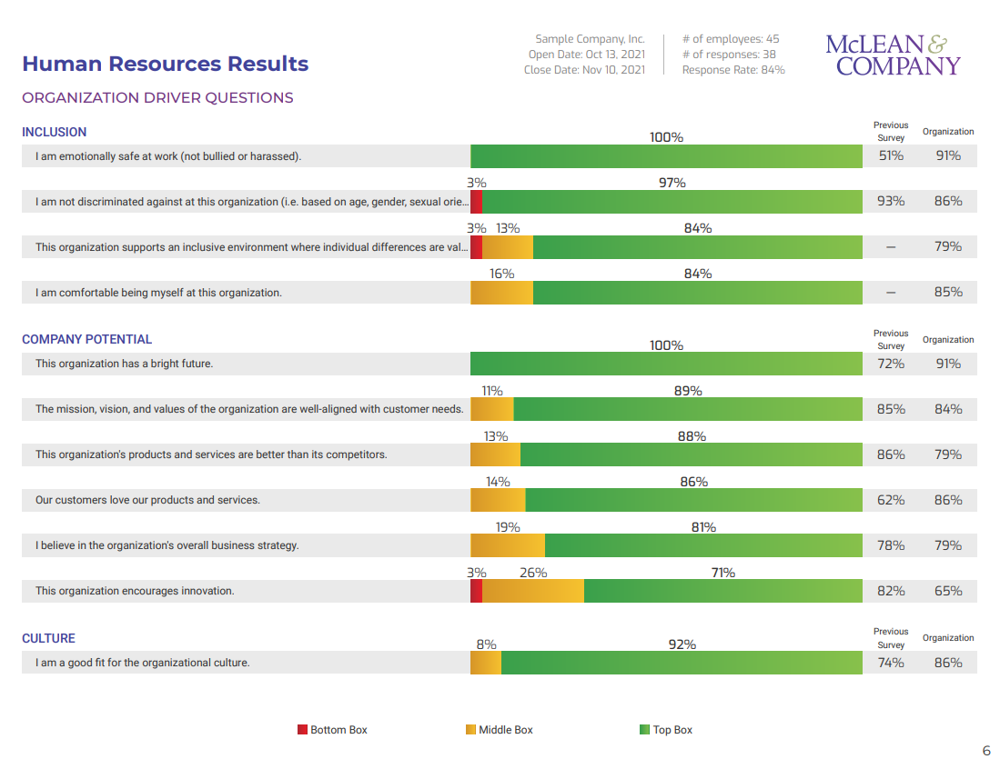 Human Resources Results
Sample Company, Inc.
Open Date: Oct 13, 2021
Close Date: Nov 10, 2021
# of employees: 45
# of responses: 38
Response Rate: 84%
McLEAN &
COMPANY
ORGANIZATION DRIVER QUESTIONS
INCLUSION
Previous Survey Organization
100%
I am emotionally safe at work (not bullied or harassed). 51% 91%
3% 97%
I am not discriminated against at this organization (i.e. based on age, gender, sexual orie... 93% 86%
3% 13% 84%
This organization supports an inclusive environment where individual differences are val... – 79%
16% 84%
I am comfortable being myself at this organization. – 85%
COMPANY POTENTIAL
Previous Survey Organization
100%
This organization has a bright future. 72% 91%
11% 89%
The mission, vision, and values of the organization are well-aligned with customer needs. 85% 84%
13% 88%
This organization's products and services are better than its competitors. 86% 79%
14% 86%
Our customers love our products and services. 62% 86%
19% 81%
I believe in the organization's overall business strategy. 78% 79%
3% 26% 71%
This organization encourages innovation. 82% 65%
CULTURE
Previous Survey Organization
8% 92%
I am a good fit for the organizational culture. 74% 86%
Bottom Box Middle Box Top Box
6